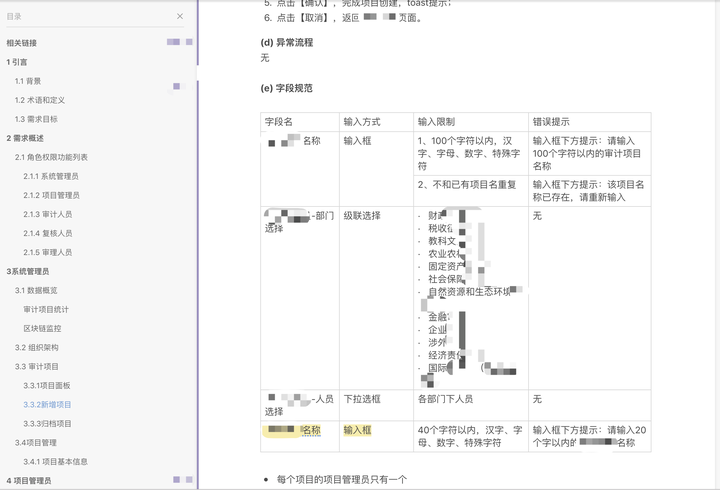 目录
相关链接
1 引言
1.1 背景
1.2 术语和定义
1.3 需求目标
2 需求概述
2.1 角色权限功能列表
2.1.1 系统管理员
2.1.2 项目管理员
2.1.3 审计人员
2.1.4 复核人员
2.1.5 审理人员
3系统管理员
3.1 数据概览
审计项目统计
区块链监控
3.2 组织架构
3.3 审计项目
3.3.1项目面板
3.3.2新增项目
3.3.3归档项目
3.4项目管理
3.4.1 项目基本信息
4 项目管理员
5. 点击【确认】，完成项目创建，toast提示；
6. 点击【取消】，返回 页面。
(d) 异常流程
无
(e) 字段规范
字段名 输入方式 输入限制 错误提示
名称 输入框 1、100个字符以内，汉
字、字母、数字、特殊字
符
输入框下方提示：请输入
100个字符以内的审计项目
名称
2、不和已有项目名重复
输入框下方提示：该项目名
称已存在，请重新输入
-部门
选择
级联选择
· 财政
· 税收
· 教科文
· 农业农
· 固定资产
· 社会保
· 自然资源和生态环境
· 金融
· 企业
· 涉外
· 经济责
· 国际
无
-人员
选择
下拉选框 各部门下人员 无
名称 输入框 40个字符以内，汉字、字
母、数字、特殊字符
输入框下方提示：请输入20
个字以内的 名称
• 每个项目的项目管理员只有一个